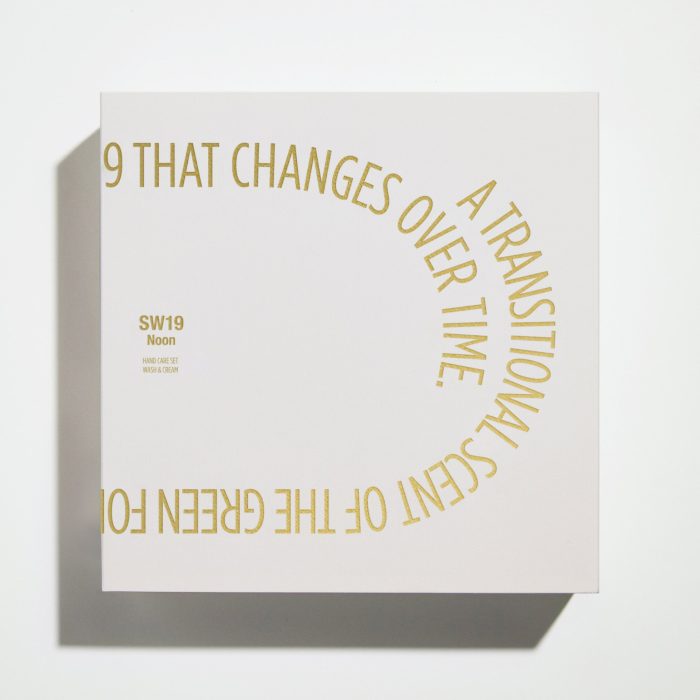 A TRANSITIONAL SCENT OF THE GREEN FO
9 THAT CHANGES OVER TIME.
SW19
Noon
HAND CARE SET
WASH & CREAM